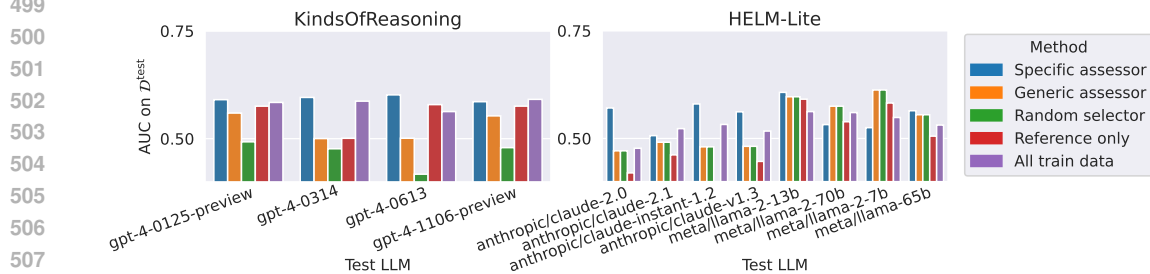 499
500
501
502
503
504
505
506
507
KindsOfReasoning
0.75
0.50
AUC on 𝒟^test
gpt-4-0125-preview
gpt-4-0314
gpt-4-0613
gpt-4-1106-preview
Test LLM
HELM-Lite
0.75
0.50
anthropic/claude-2.0
anthropic/claude-2.1
anthropic/claude-instant-1.2
anthropic/claude-v1.3
meta/llama-2-13b
meta/llama-2-70b
meta/llama-2-7b
meta/llama-65b
Test LLM
Method
Specific assessor
Generic assessor
Random selector
Reference only
All train data